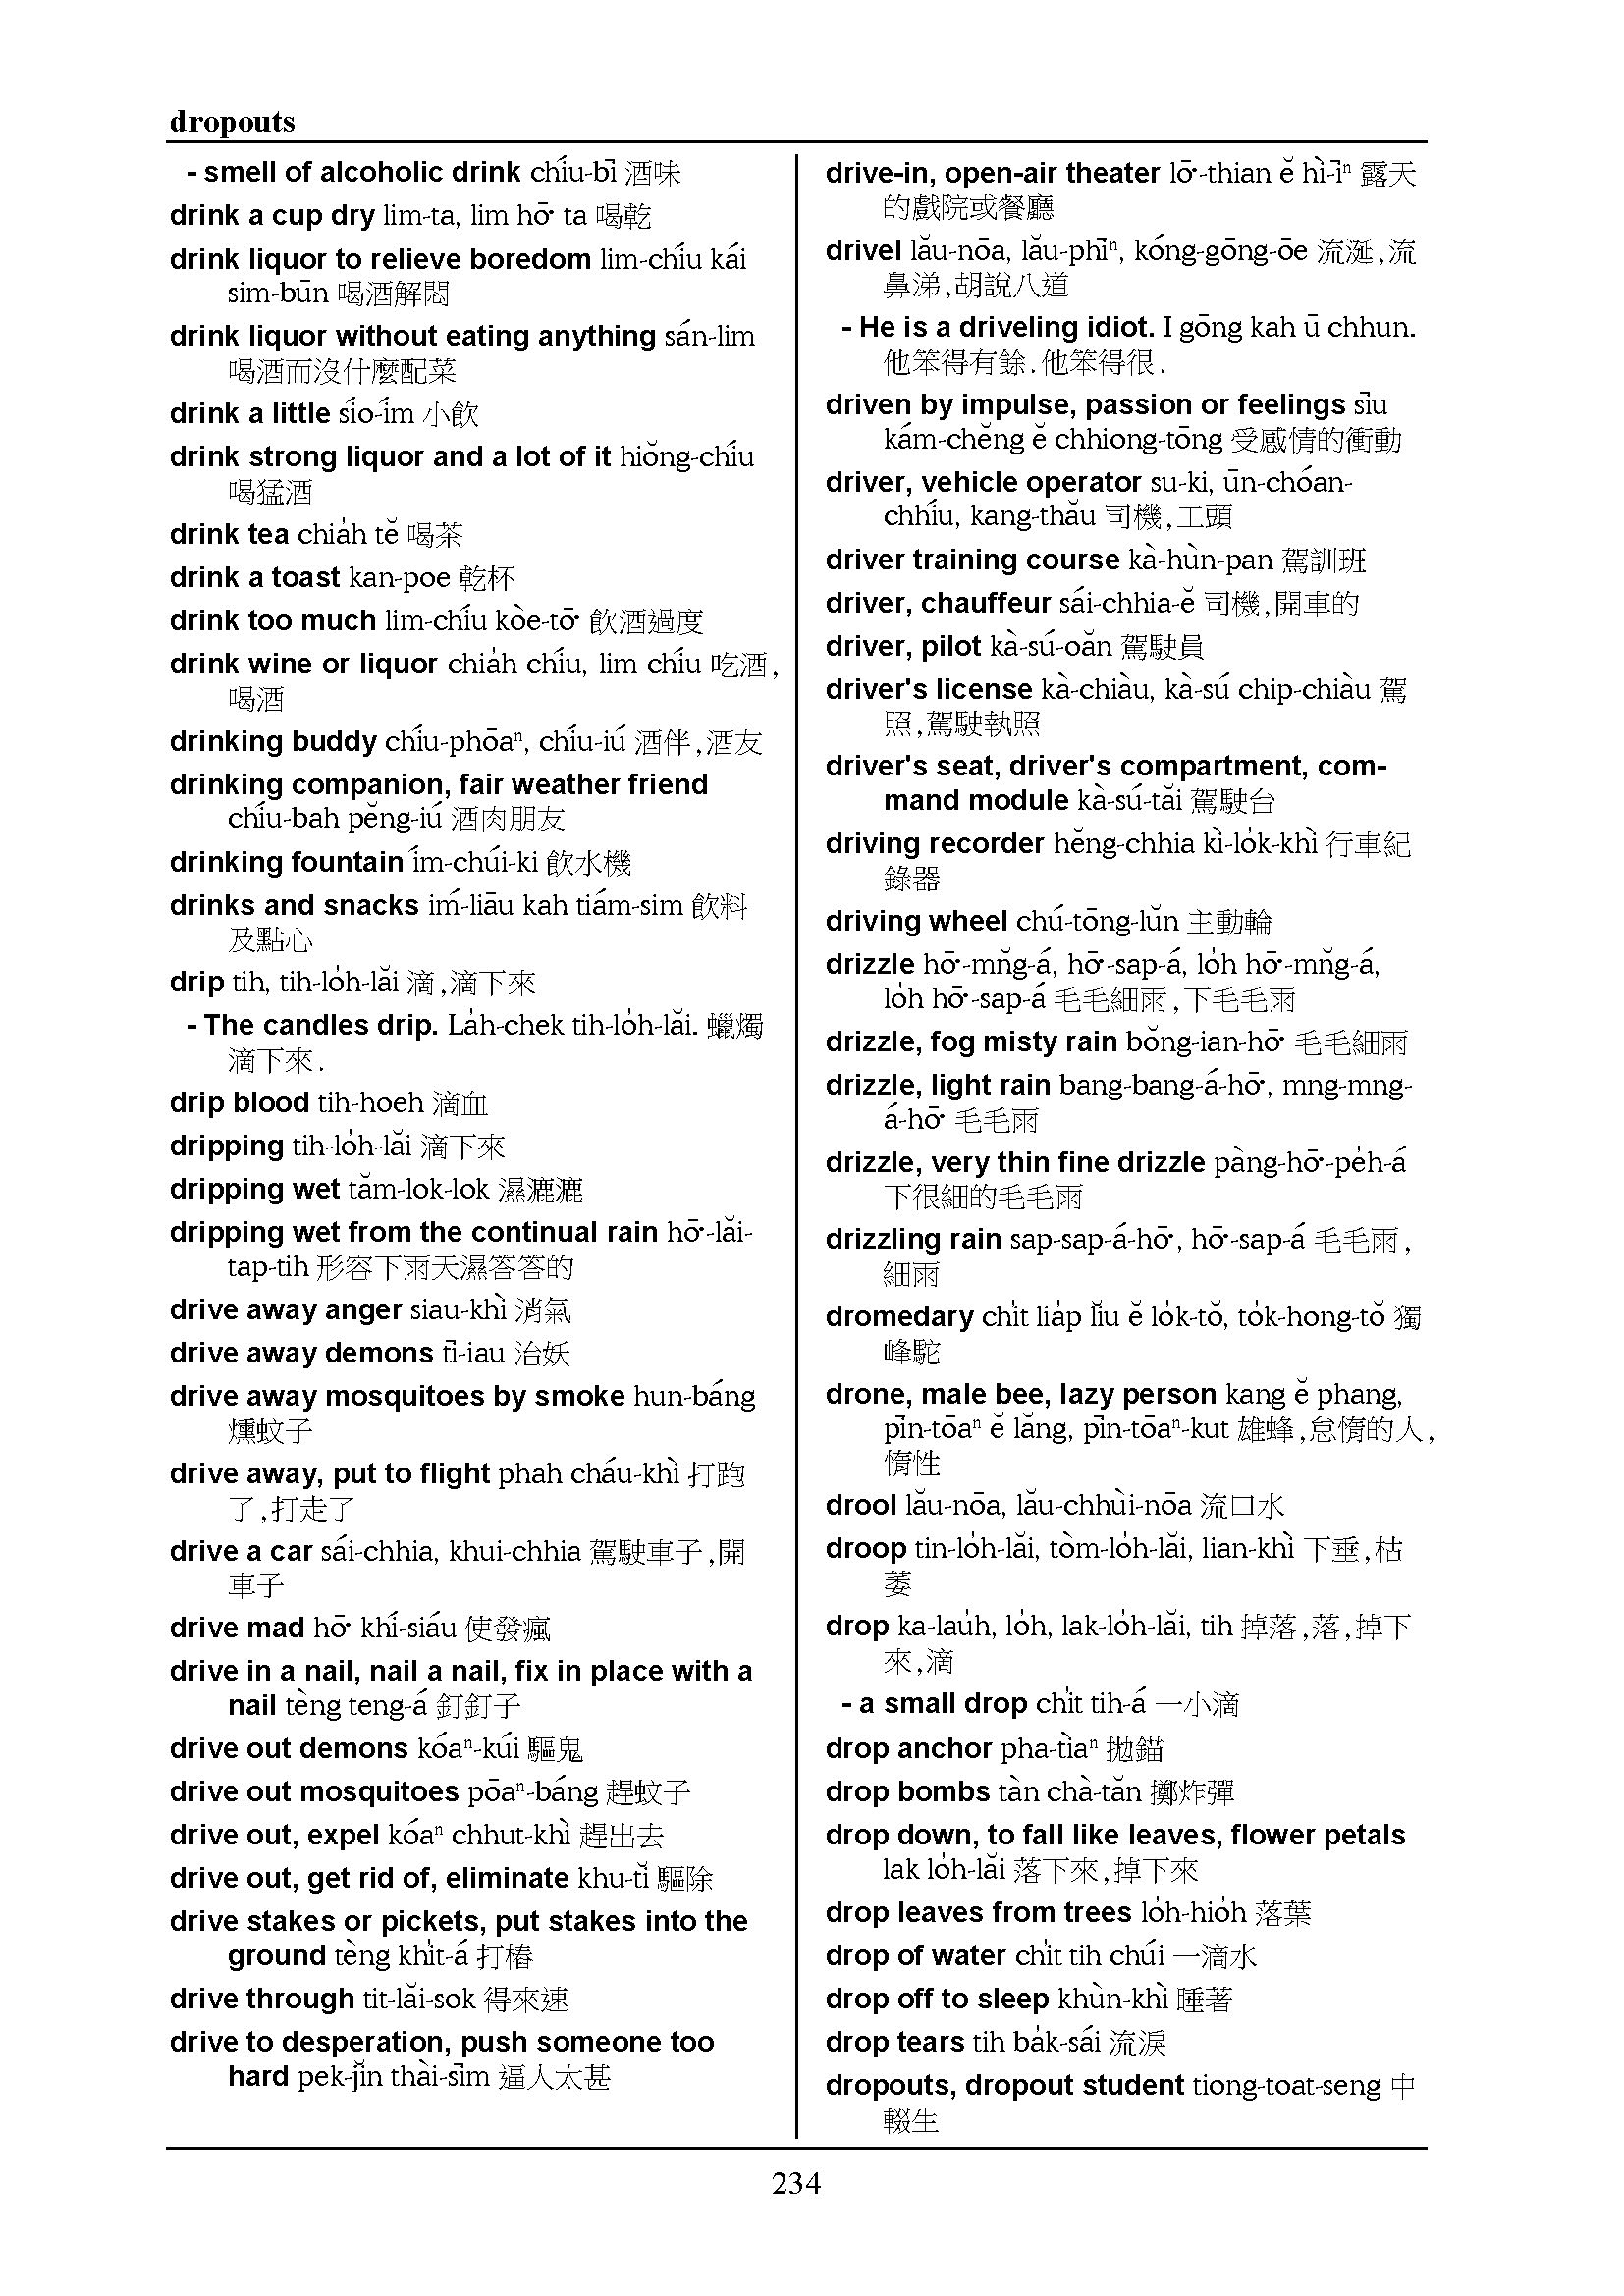 dropouts
- smell of alcoholic drink chíu-bī 酒味
drink a cup dry lim-ta, lim hō͘ ta 喝乾
drink liquor to relieve boredom lim-chíu kái
sim-būn 喝酒解悶
drink liquor without eating anything sán-lim
喝酒而沒什麼配菜
drink a little sío-ím 小飲
drink strong liquor and a lot of it hiŏng-chíu
喝猛酒
drink tea chia̍h tĕ 喝茶
drink a toast kan-poe 乾杯
drink too much lim-chíu kòe-tō͘ 飲酒過度
drink wine or liquor chia̍h chíu, lim chíu 吃酒,
喝酒
drinking buddy chíu-phōaⁿ, chíu-iú 酒伴,酒友
drinking companion, fair weather friend
chíu-bah pĕng-iú 酒肉朋友
drinking fountain ím-chúi-ki 飲水機
drinks and snacks iḿ-liāu kah tiám-sim 飲料
及點心
drip tih, tih-lo̍h-lăi 滴,滴下來
- The candles drip. La̍h-chek tih-lo̍h-lăi. 蠟燭
滴下來.
drip blood tih-hoeh 滴血
dripping tih-lo̍h-lăi 滴下來
dripping wet tăm-lok-lok 濕漉漉
dripping wet from the continual rain hō͘-lăi-
tap-tih 形容下雨天濕答答的
drive away anger siau-khì 消氣
drive away demons tī-iau 治妖
drive away mosquitoes by smoke hun-báng
燻蚊子
drive away, put to flight phah cháu-khì 打跑
了,打走了
drive a car sái-chhia, khui-chhia 駕駛車子,開
車子
drive mad hō͘ khí-siáu 使發瘋
drive in a nail, nail a nail, fix in place with a
nail tèng teng-á 釘釘子
drive out demons kóaⁿ-kúi 驅鬼
drive out mosquitoes pōaⁿ-báng 趕蚊子
drive out, expel kóaⁿ chhut-khì 趕出去
drive out, get rid of, eliminate khu-tĭ 驅除
drive stakes or pickets, put stakes into the
ground tèng khi̍t-á 打樁
drive through tit-lăi-sok 得來速
drive to desperation, push someone too
hard pek-jĭn thài-sīm 逼人太甚
drive-in, open-air theater lō͘-thian ĕ hì-īⁿ 露天
的戲院或餐廳
drivel lău-nōa, lău-phīⁿ, kóng-gōng-ōe 流涎,流
鼻涕,胡說八道
- He is a driveling idiot. I gōng kah ū chhun.
他笨得有餘.他笨得很.
driven by impulse, passion or feelings sīu
kám-chĕng ĕ chhiong-tōng 受感情的衝動
driver, vehicle operator su-ki, ūn-chóan-
chhíu, kang-thău 司機,工頭
driver training course kà-hùn-pan 駕訓班
driver, chauffeur sái-chhia-ĕ 司機,開車的
driver, pilot kà-sú-oăn 駕駛員
driver's license kà-chiàu, kà-sú chip-chiàu 駕
照,駕駛執照
driver's seat, driver's compartment, com-
mand module kà-sú-tăi 駕駛台
driving recorder hĕng-chhia kì-lo̍k-khì 行車紀
錄器
driving wheel chú-tōng-lŭn 主動輪
drizzle hō͘-mn̆g-á, hō͘-sap-á, lo̍h hō͘-mn̆g-á,
lo̍h hō͘-sap-á 毛毛細雨,下毛毛雨
drizzle, fog misty rain bŏng-ian-hō͘ 毛毛細雨
drizzle, light rain bang-bang-á-hō͘, mng-mng-
á-hō͘ 毛毛雨
drizzle, very thin fine drizzle pàng-hō͘-pe̍h-á
下很細的毛毛雨
drizzling rain sap-sap-á-hō͘, hō͘-sap-á 毛毛雨,
細雨
dromedary chi̍t lia̍p lĭu ĕ lo̍k-tŏ, to̍k-hong-tŏ 獨
峰駝
drone, male bee, lazy person kang ĕ phang,
pīn-tōaⁿ ĕ lăng, pīn-tōaⁿ-kut 雄蜂,怠惰的人,
惰性
drool lău-nōa, lău-chhùi-nōa 流口水
droop tin-lo̍h-lăi, tòm-lo̍h-lăi, lian-khì 下垂,枯
萎
drop ka-lau̍h, lo̍h, lak-lo̍h-lăi, tih 掉落,落,掉下
來,滴
- a small drop chi̍t tih-á 一小滴
drop anchor pha-tìaⁿ 拋錨
drop bombs tàn chà-tăn 擲炸彈
drop down, to fall like leaves, flower petals
lak lo̍h-lăi 落下來,掉下來
drop leaves from trees lo̍h-hio̍h 落葉
drop of water chi̍t tih chúi 一滴水
drop off to sleep khùn-khì 睡著
drop tears tih ba̍k-sái 流淚
dropouts, dropout student tiong-toat-seng 中
輟生
234